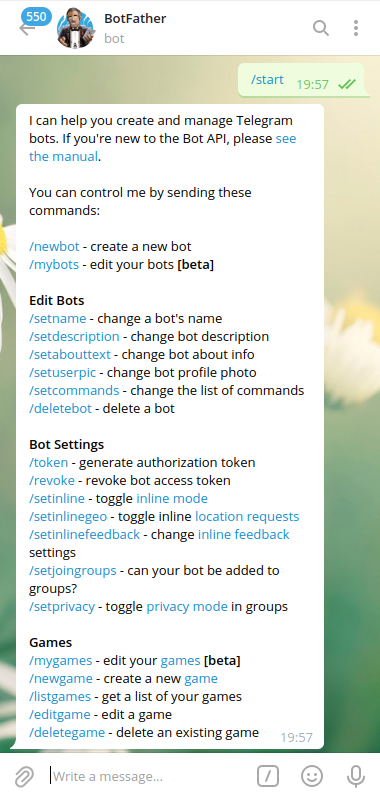 550
BotFather
bot
/start 19:57
I can help you create and manage Telegram
bots. If you're new to the Bot API, please see
the manual.
You can control me by sending these
commands:
/newbot - create a new bot
/mybots - edit your bots [beta]
Edit Bots
/setname - change a bot's name
/setdescription - change bot description
/setabouttext - change bot about info
/setuserpic - change bot profile photo
/setcommands - change the list of commands
/deletebot - delete a bot
Bot Settings
/token - generate authorization token
/revoke - revoke bot access token
/setinline - toggle inline mode
/setinlinegeo - toggle inline location requests
/setinlinefeedback - change inline feedback
settings
/setjoingroups - can your bot be added to
groups?
/setprivacy - toggle privacy mode in groups
Games
/mygames - edit your games [beta]
/newgame - create a new game
/listgames - get a list of your games
/editgame - edit a game
/deletegame - delete an existing game 19:57
Write a message...